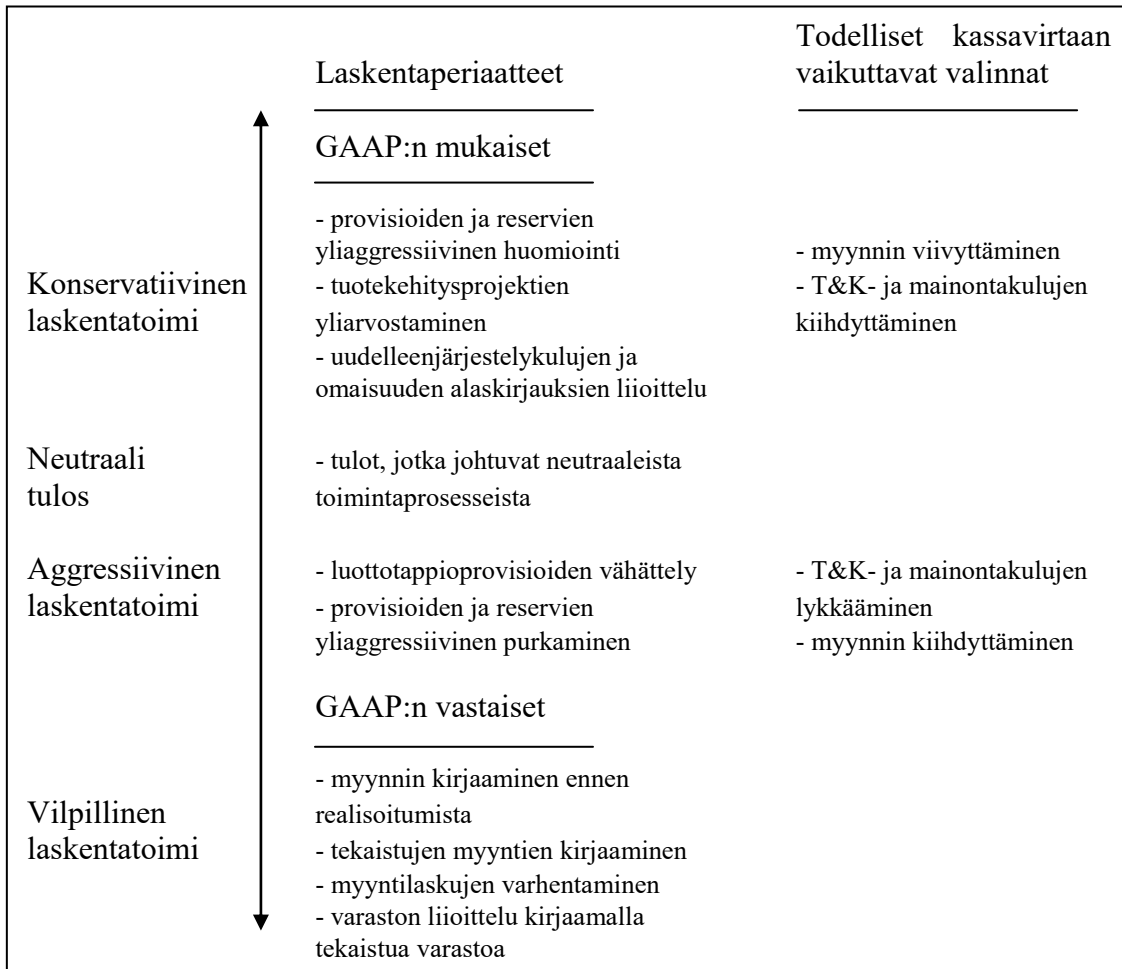 Todelliset kassavirtaan
Laskentaperiaatteet
vaikuttavat valinnat
GAAP:n mukaiset
- provisioiden ja reservien
yliaggressiivinen huomiointi
- myynnin viivyttäminen
Konservatiivinen
- tuotekehitysprojektien
- T&K- ja mainontakulujen
laskentatoimi
yliarvostaminen
kiihdyttäminen
- uudelleenjärjestelykulujen ja
omaisuuden alaskirjauksien liioittelu
Neutraali
- tulot, jotka johtuvat neutraaleista
tulos
toimintaprosesseista
Aggressiivinen
- luottotappioprovisioiden vähättely
- T&K- ja mainontakulujen
laskentatoimi
- provisioiden ja reservien
lykkääminen
yliaggressiivinen purkaminen
- myynnin kiihdyttäminen
GAAP:n vastaiset
- myynnin kirjaaminen ennen
Vilpillinen
realisoitumista
laskentatoimi
- tekaistujen myyntien kirjaaminen
- myyntilaskujen varhentaminen
- varaston liioittelu kirjaamalla
tekaistua varastoa